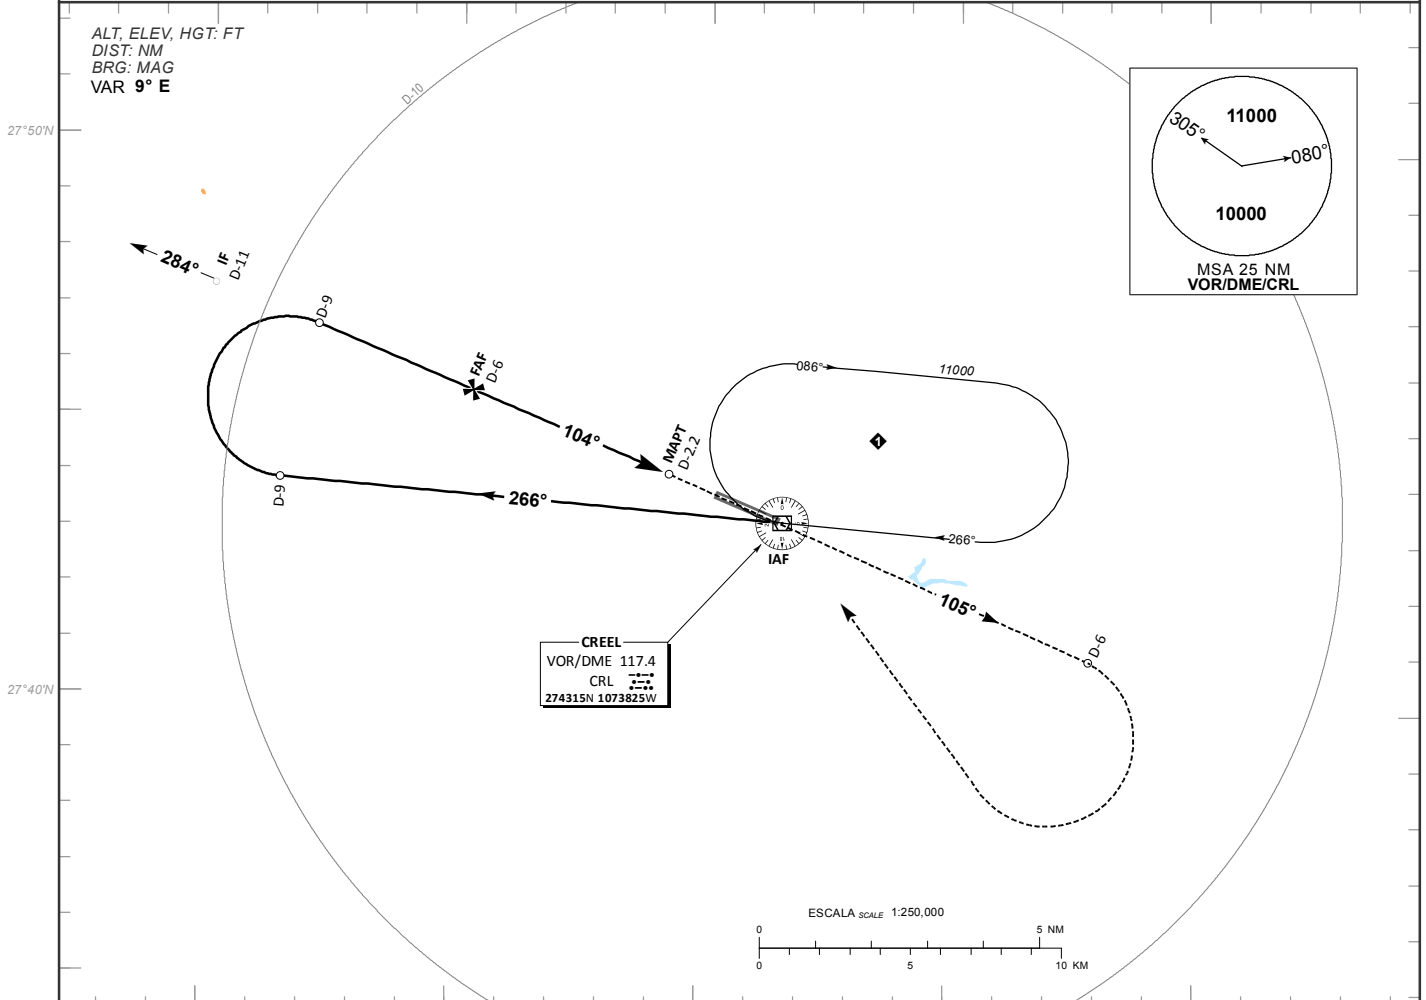 ALT, ELEV, HGT: FT
DIST: NM
BRG: MAG
VAR 9° E
D-10
27°50'N
305°
11000
080°
10000
MSA 25 NM
VOR/DME/CRL
284°
IF
D-11
D-9
FAF
D-6
086°
11000
104°
MAPT
D-2.2
1
D-9
266°
266°
IAF
105°
D-6
CREEL
VOR/DME 117.4
CRL
274315N 1073825W
27°40'N
ESCALA SCALE 1:250,000
0 5 NM
0 5 10 KM